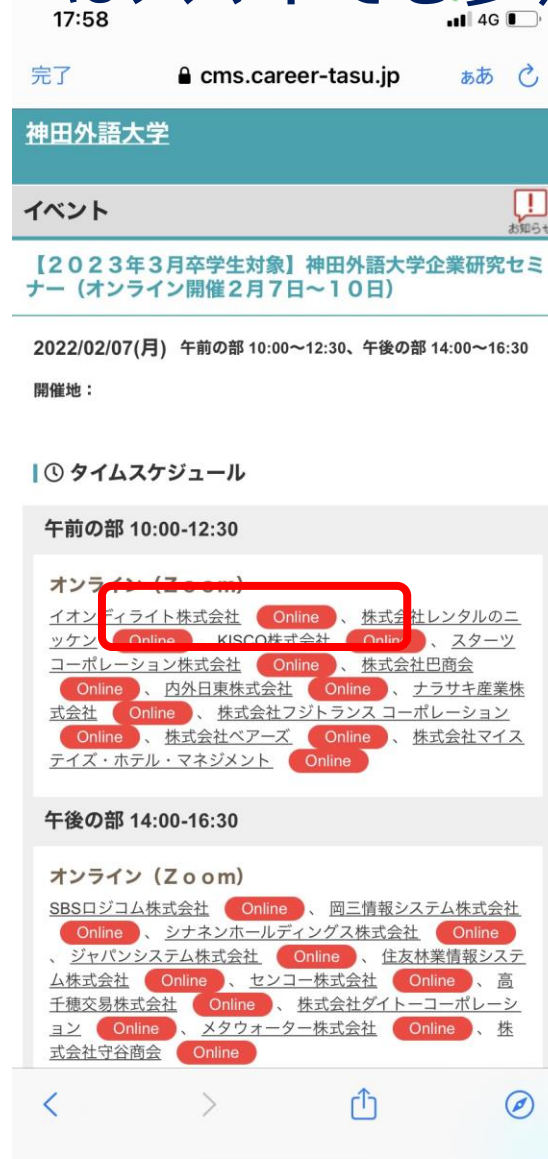 17:58
4G
完了
cms.career-tasu.jp
ぁあ
神田外語大学
イベント
お知らせ
【２０２３年３月卒学生対象】神田外語大学企業研究セミ
ナー（オンライン開催２月７日～１０日）
2022/02/07(月) 午前の部 10:00～12:30、午後の部 14:00～16:30
開催地：
タイムスケジュール
午前の部 10:00-12:30
オンライン（Ｚｏｏｍ）
イオンディライト株式会社 Online 、 株式会社レンタルのニ
ッケン Online 、 KISCO株式会社 Online 、 スターツ
コーポレーション株式会社 Online 、 株式会社巴商会
Online 、 内外日東株式会社 Online 、 ナラサキ産業株
式会社 Online 、 株式会社フジトランス コーポレーション
Online 、 株式会社ベアーズ Online 、 株式会社マイス
テイズ・ホテル・マネジメント Online
午後の部 14:00-16:30
オンライン（Ｚｏｏｍ）
SBSロジコム株式会社 Online 、 岡三情報システム株式会社
Online 、 シナネンホールディングス株式会社 Online
、 ジャパンシステム株式会社 Online 、 住友林業情報システ
ム株式会社 Online 、 センコー株式会社 Online 、 高
千穂交易株式会社 Online 、 株式会社ダイトーコーポレーシ
ョン Online 、 メタウォーター株式会社 Online 、 株
式会社守谷商会 Online